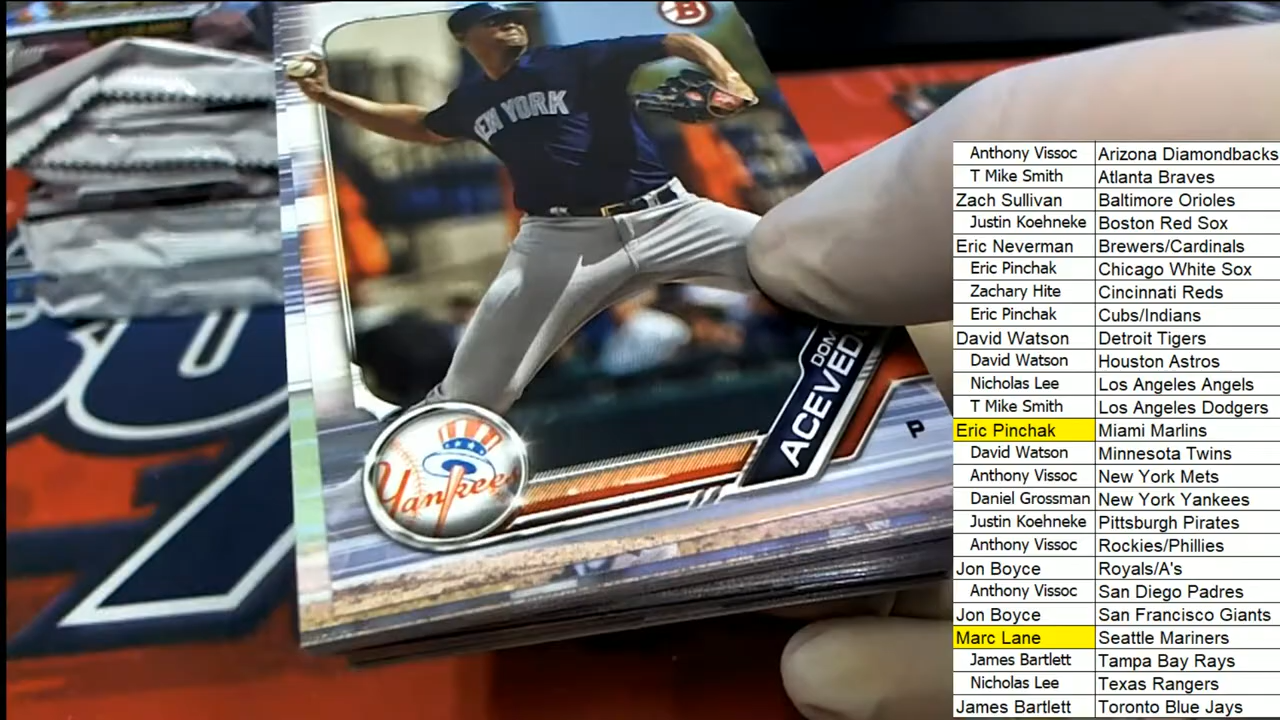 B
NEW YORK
DOM
ACEVED
P
Yankees
Anthony Vissoc Arizona Diamondbacks
T Mike Smith Atlanta Braves
Zach Sullivan Baltimore Orioles
Justin Koehneke Boston Red Sox
Eric Neverman Brewers/Cardinals
Eric Pinchak Chicago White Sox
Zachary Hite Cincinnati Reds
Eric Pinchak Cubs/Indians
David Watson Detroit Tigers
David Watson Houston Astros
Nicholas Lee Los Angeles Angels
T Mike Smith Los Angeles Dodgers
Eric Pinchak Miami Marlins
David Watson Minnesota Twins
Anthony Vissoc New York Mets
Daniel Grossman New York Yankees
Justin Koehneke Pittsburgh Pirates
Anthony Vissoc Rockies/Phillies
Jon Boyce Royals/A's
Anthony Vissoc San Diego Padres
Jon Boyce San Francisco Giants
Marc Lane Seattle Mariners
James Bartlett Tampa Bay Rays
Nicholas Lee Texas Rangers
James Bartlett Toronto Blue Jays